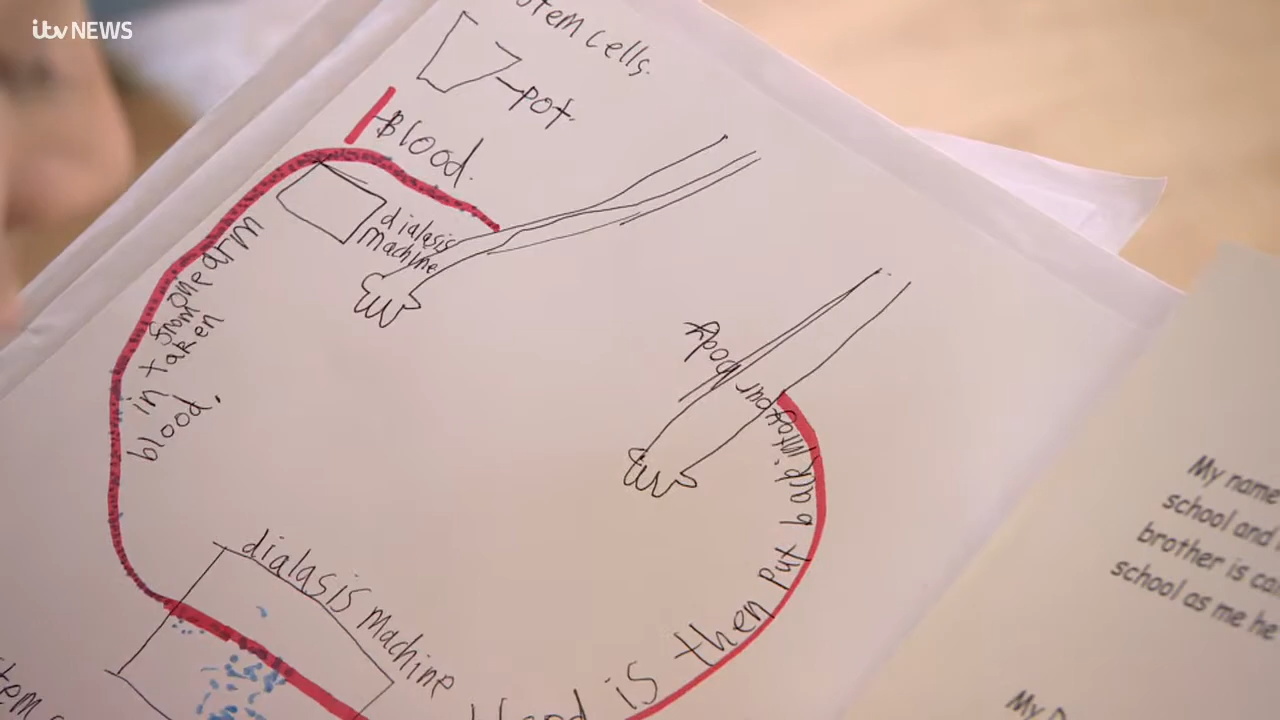 itv NEWS
stem cells.
pot.
Blood.
dialasis
machine
one arm
from
in taken
blood.
dialasis machine
blood is then put back into your body
My name
school and
brother is
school as me he
My